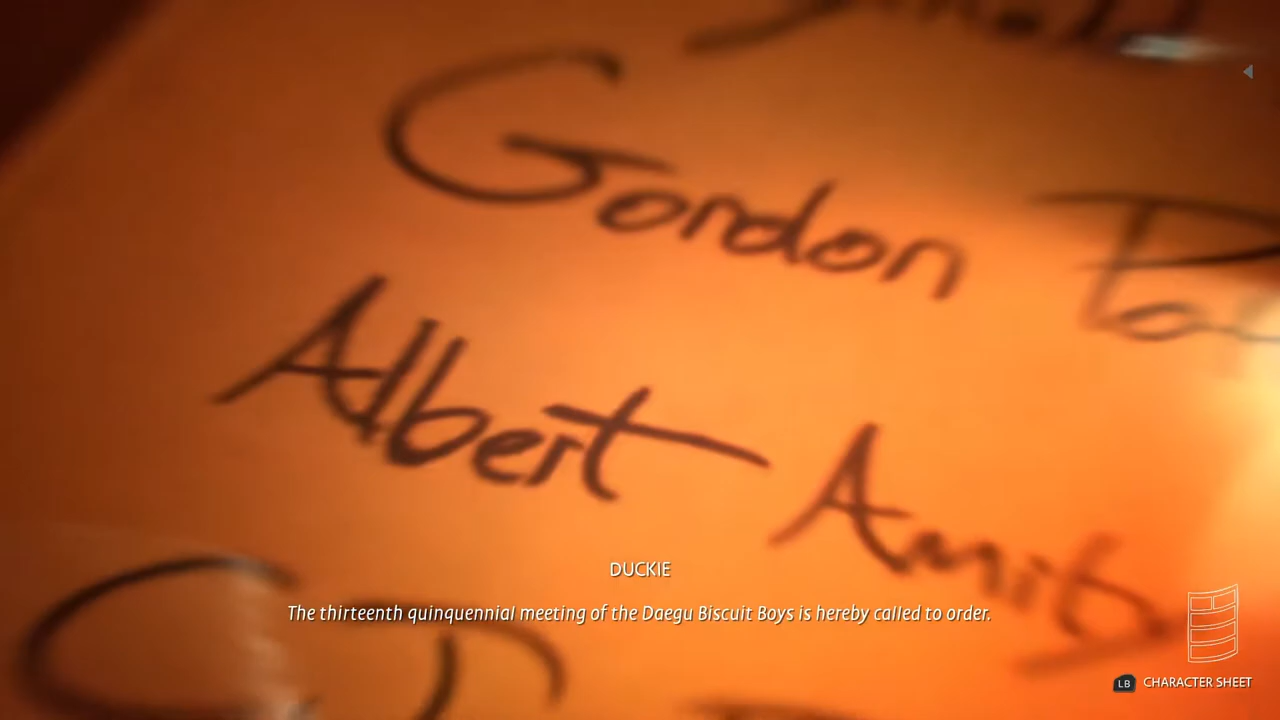 Gordon
Albert Amity
DUCKIE
The thirteenth quinquennial meeting of the Daegu Biscuit Boys is hereby called to order.
LB CHARACTER SHEET